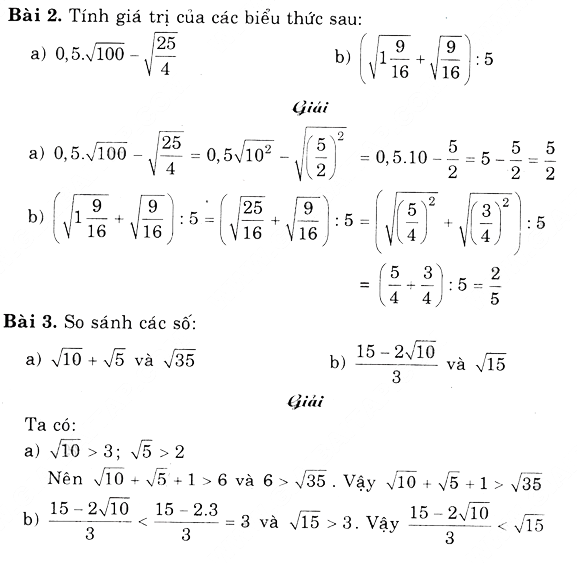 Bài 2. Tính giá trị của các biểu thức sau:
a) 0,5.√100 − √(25/4)    b) (√(1 9/16) + √(9/16)) : 5
Giải
a) 0,5.√100 − √(25/4) = 0,5√10² − √((5/2)²) = 0,5.10 − 5/2 = 5 − 5/2 = 5/2
b) (√(1 9/16) + √(9/16)) : 5 = (√(25/16) + √(9/16)) : 5 = (√((5/4)²) + √((3/4)²)) : 5
= (5/4 + 3/4) : 5 = 2/5
Bài 3. So sánh các số:
a) √10 + √5 và √35    b) (15 − 2√10)/3 và √15
Giải
Ta có:
a) √10 > 3; √5 > 2
Nên √10 + √5 + 1 > 6 và 6 > √35. Vậy √10 + √5 + 1 > √35
b) (15 − 2√10)/3 < (15 − 2.3)/3 = 3 và √15 > 3. Vậy (15 − 2√10)/3 < √15